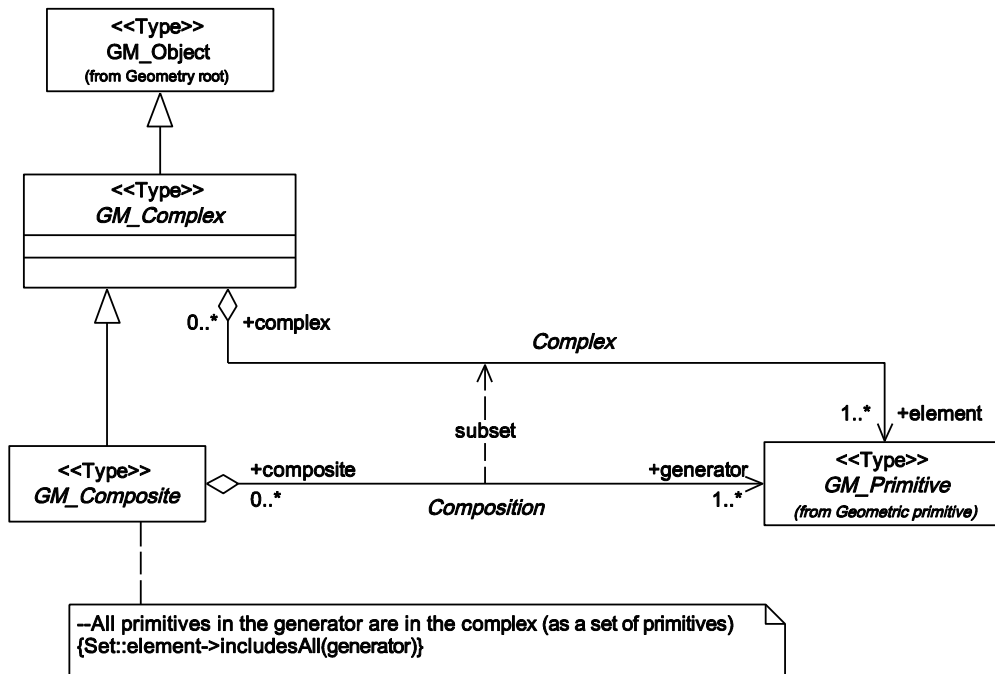 <<Type>>
GM_Object
(from Geometry root)
<<Type>>
GM_Complex
0..* +complex
Complex
1..* +element
subset
<<Type>>
GM_Composite
+composite
0..*
Composition
+generator
1..*
<<Type>>
GM_Primitive
(from Geometric primitive)
--All primitives in the generator are in the complex (as a set of primitives)
{Set::element->includesAll(generator)}